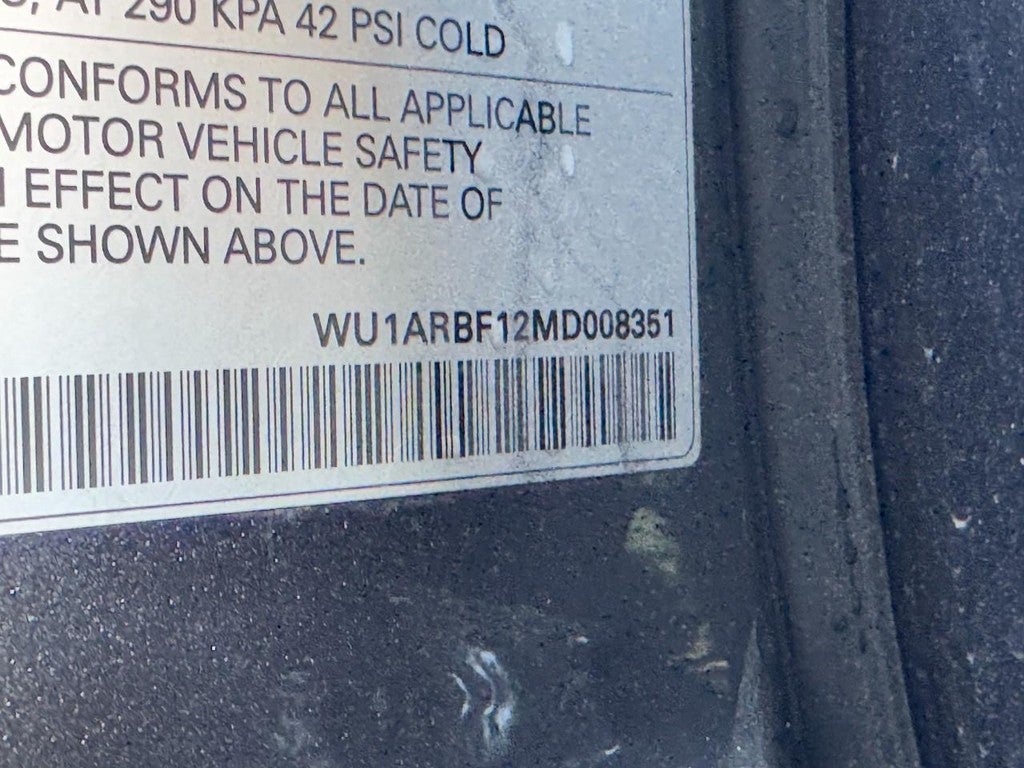 AT 290 KPA 42 PSI COLD
CONFORMS TO ALL APPLICABLE
MOTOR VEHICLE SAFETY
EFFECT ON THE DATE OF
E SHOWN ABOVE.
WU1ARBF12MD008351